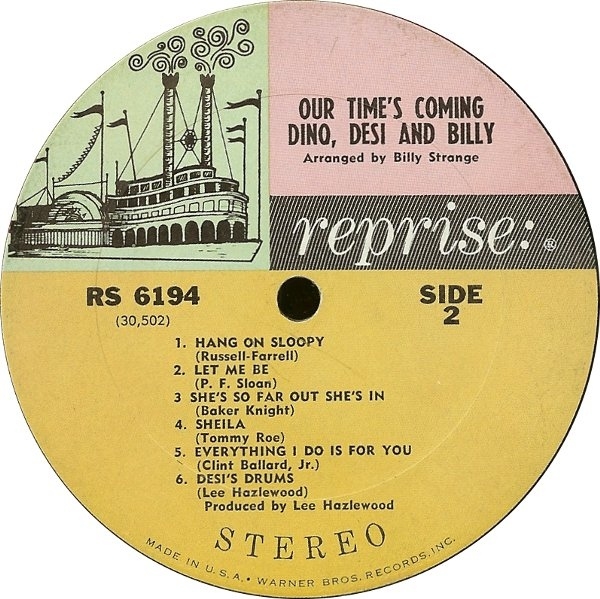 OUR TIME'S COMING
DINO, DESI AND BILLY
Arranged by Billy Strange
reprise:®
RS 6194
(30,502)
SIDE
2
1. HANG ON SLOOPY
(Russell-Farrell)
2. LET ME BE
(P. F. Sloan)
3 SHE'S SO FAR OUT SHE'S IN
(Baker Knight)
4. SHEILA
(Tommy Roe)
5. EVERYTHING I DO IS FOR YOU
(Clint Ballard, Jr.)
6. DESI'S DRUMS
(Lee Hazlewood)
Produced by Lee Hazlewood
STEREO
MADE IN U.S.A. • WARNER BROS. RECORDS, INC.